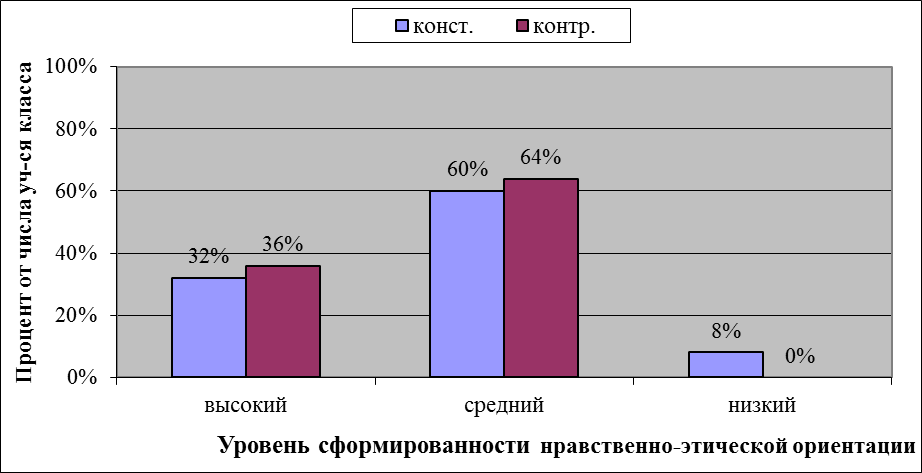 конст. контр.
Процент от числа уч-ся класса
100%
80%
60%
40%
20%
0%
32% 36%
60% 64%
8% 0%
высокий средний низкий
Уровень сформированности нравственно-этической ориентации